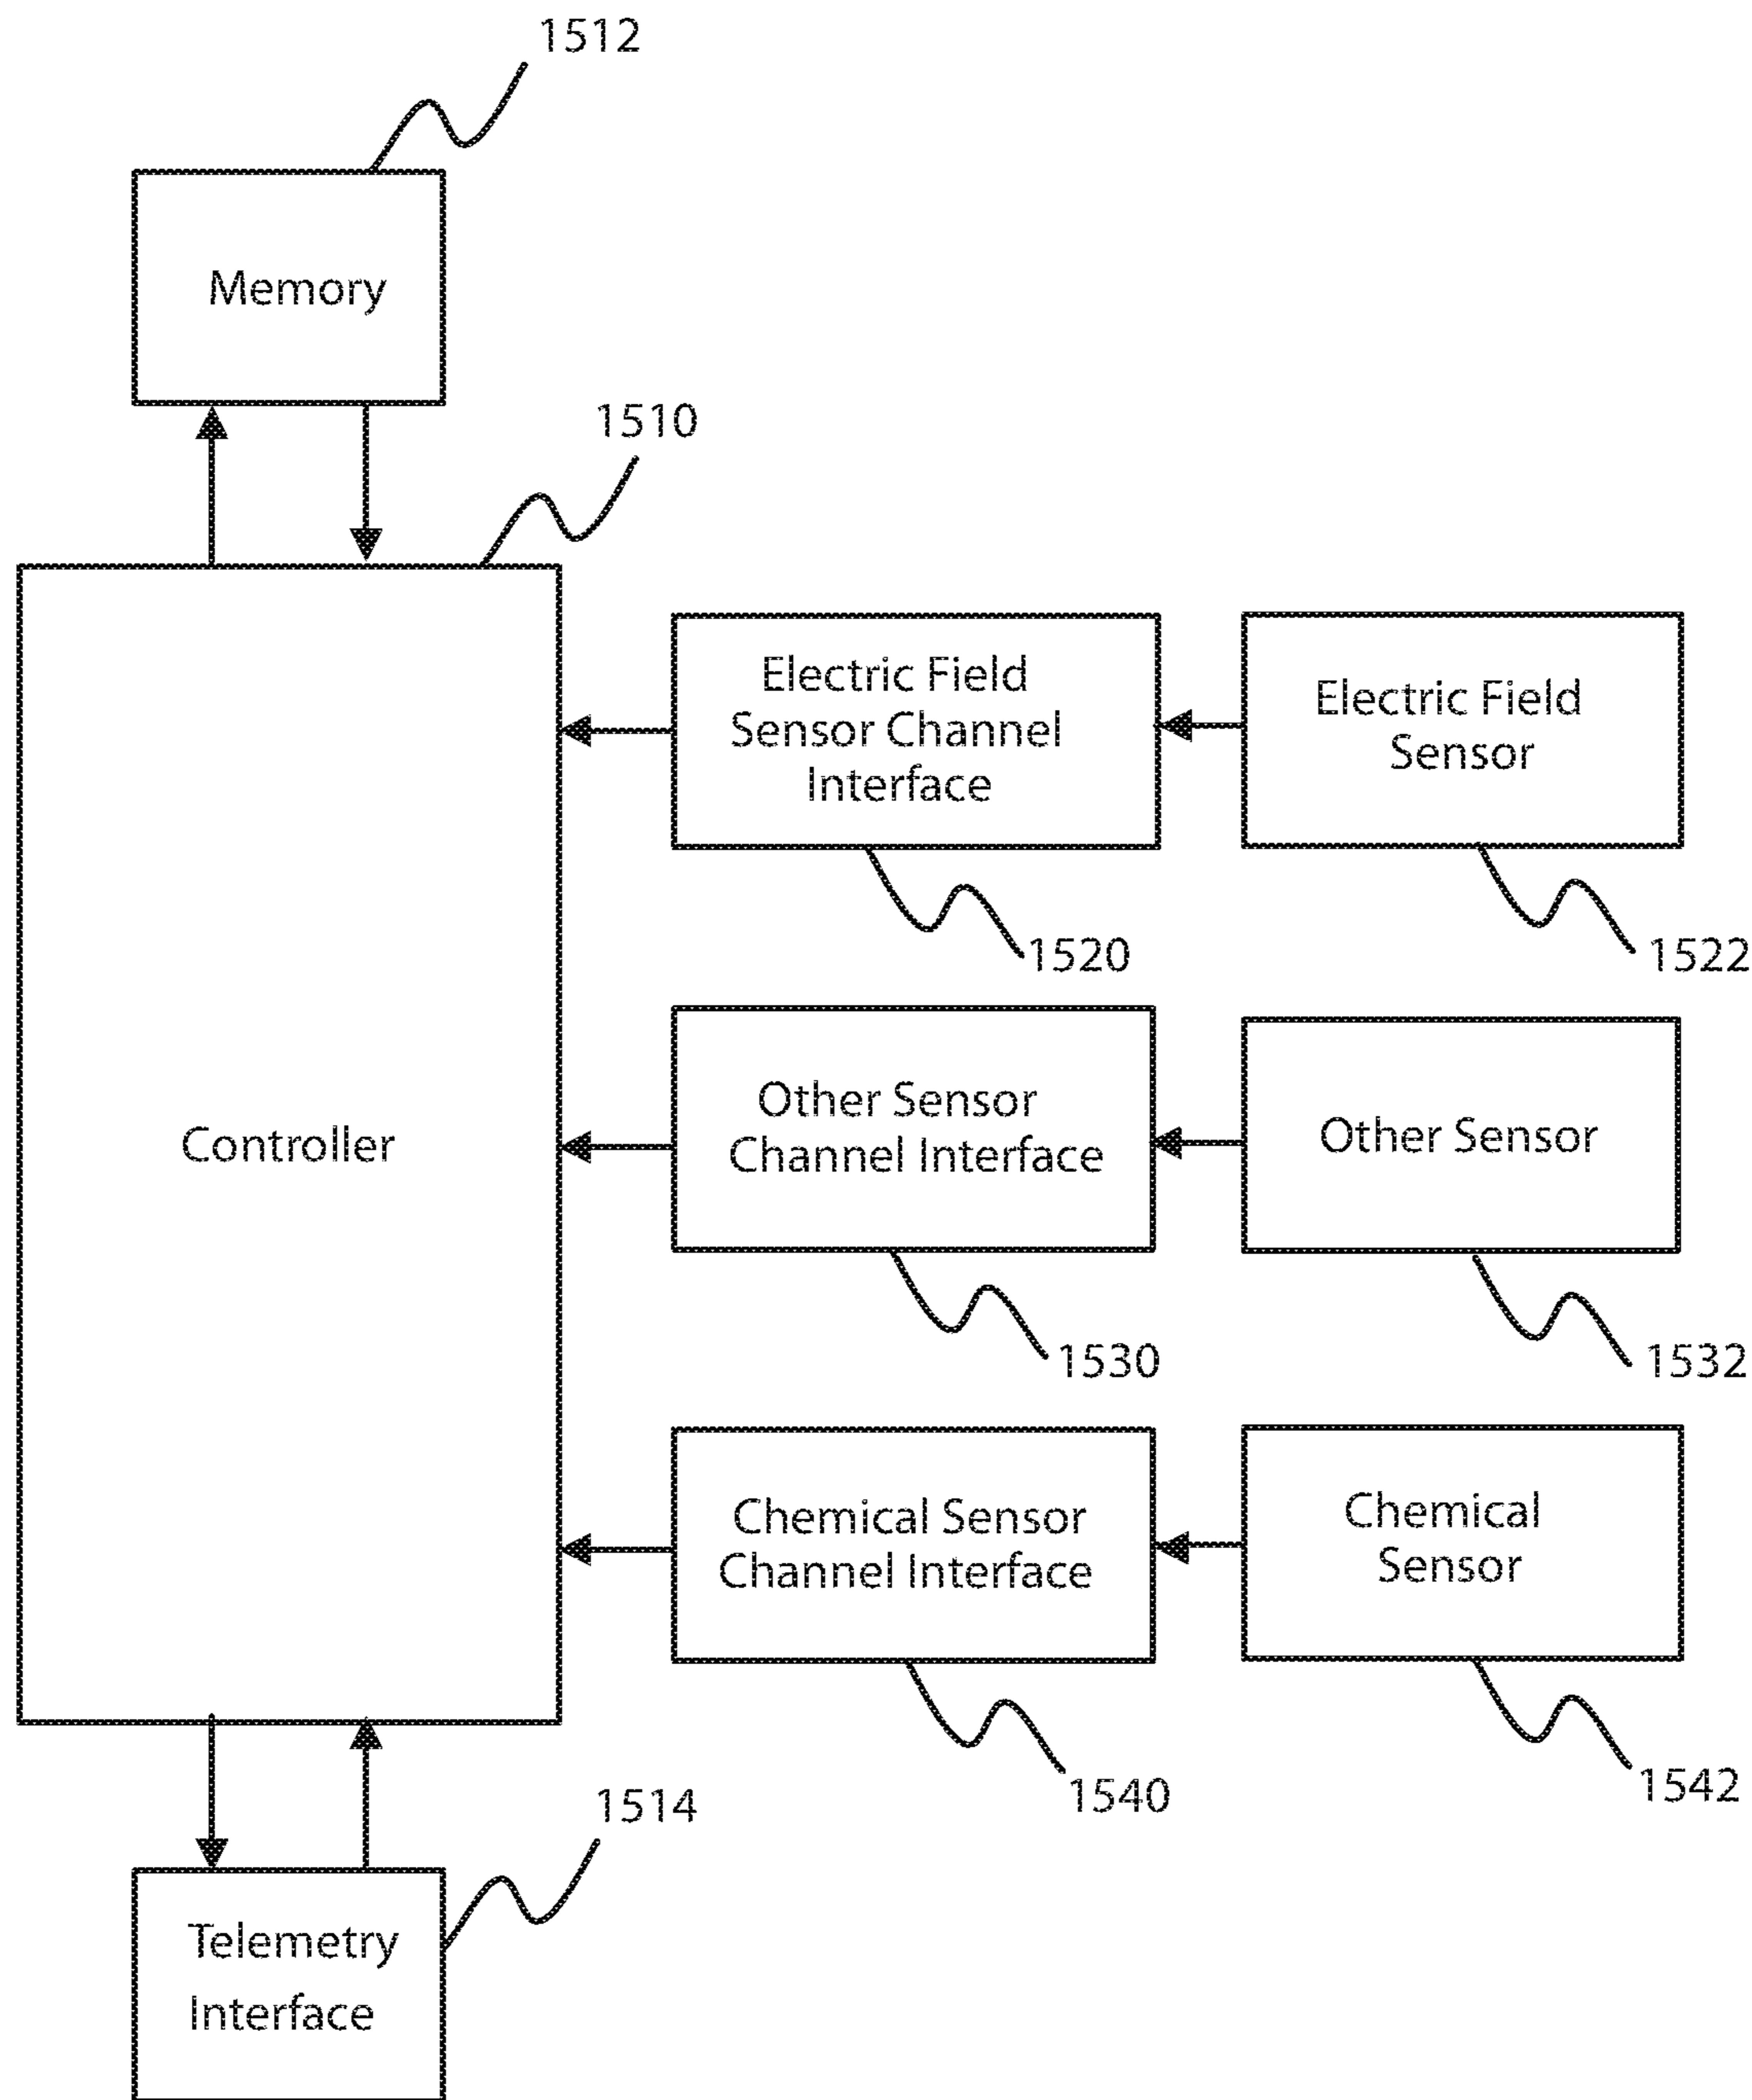 1512
Memory
1510
Electric Field
Sensor Channel
Interface
Electric Field
Sensor
1520
1522
Controller
Other Sensor
Channel Interface
Other Sensor
1530
1532
Chemical Sensor
Channel Interface
Chemical
Sensor
1540
1542
1514
Telemetry
Interface